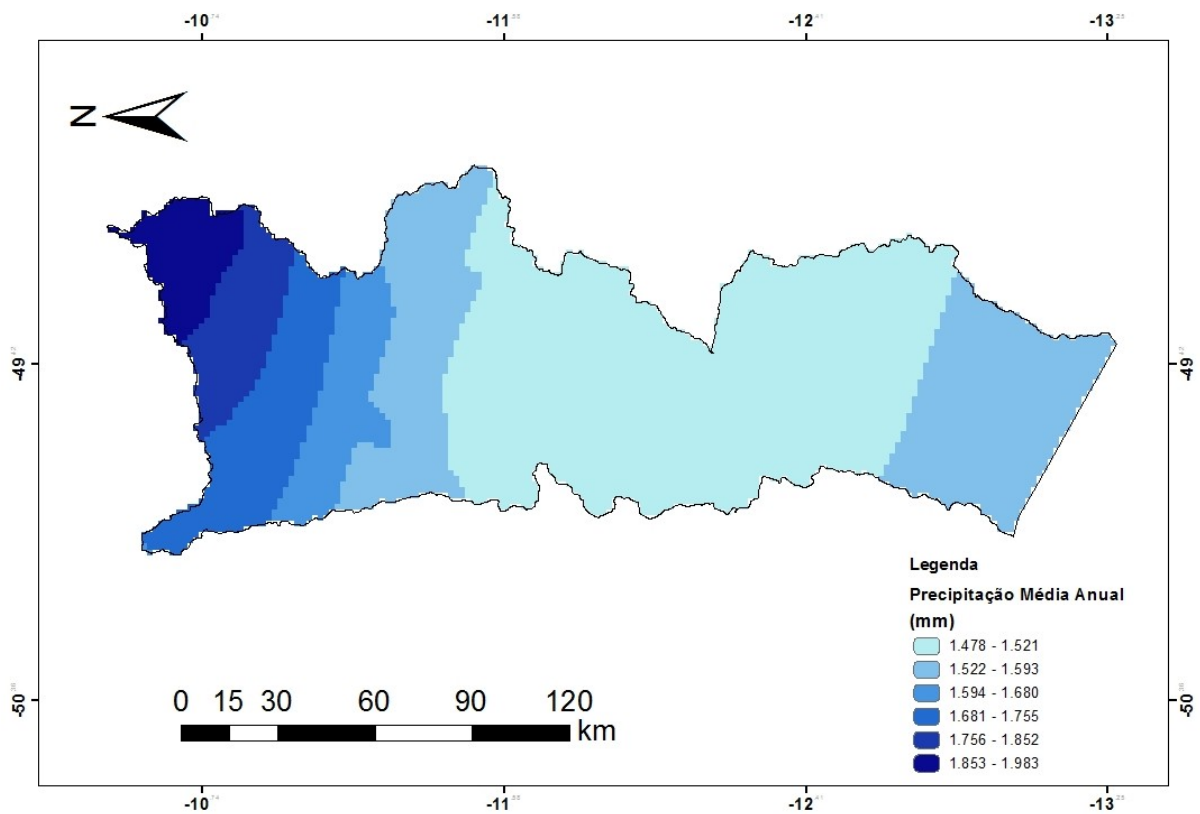 -10 -11 -12 -13
N
-49 -49
-50 -50
Legenda
Precipitação Média Anual
(mm)
1.478 - 1.521
1.522 - 1.593
1.594 - 1.680
1.681 - 1.755
1.756 - 1.852
1.853 - 1.983
0 15 30 60 90 120
km
-10 -11 -12 -13